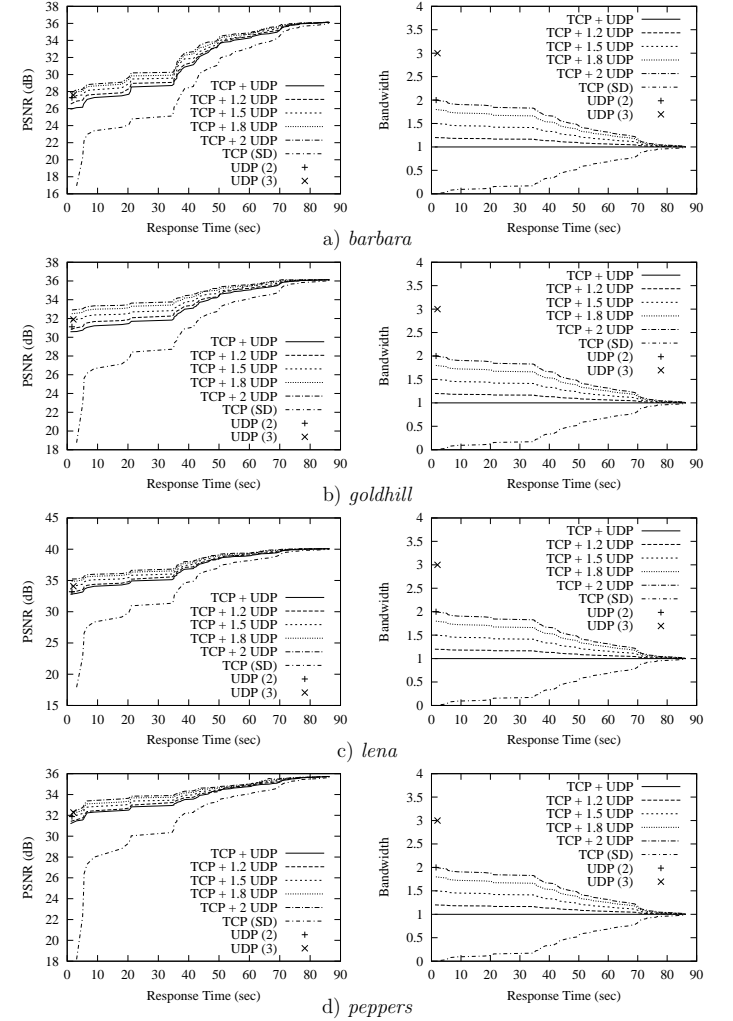 PSNR (dB)
38
36
34
32
30
28
26
24
22
20
18
16
TCP + UDP
TCP + 1.2 UDP
TCP + 1.5 UDP
TCP + 1.8 UDP
TCP + 2 UDP
TCP (SD)
UDP (2)
UDP (3)
0 10 20 30 40 50 60 70 80 90
Response Time (sec)
Bandwidth
4
3.5
3
2.5
2
1.5
1
0.5
0
TCP + UDP
TCP + 1.2 UDP
TCP + 1.5 UDP
TCP + 1.8 UDP
TCP + 2 UDP
TCP (SD)
UDP (2)
UDP (3)
0 10 20 30 40 50 60 70 80 90
Response Time (sec)
a) barbara
PSNR (dB)
38
36
34
32
30
28
26
24
22
20
18
TCP + UDP
TCP + 1.2 UDP
TCP + 1.5 UDP
TCP + 1.8 UDP
TCP + 2 UDP
TCP (SD)
UDP (2)
UDP (3)
0 10 20 30 40 50 60 70 80 90
Response Time (sec)
Bandwidth
4
3.5
3
2.5
2
1.5
1
0.5
0
TCP + UDP
TCP + 1.2 UDP
TCP + 1.5 UDP
TCP + 1.8 UDP
TCP + 2 UDP
TCP (SD)
UDP (2)
UDP (3)
0 10 20 30 40 50 60 70 80 90
Response Time (sec)
b) goldhill
PSNR (dB)
45
40
35
30
25
20
15
TCP + UDP
TCP + 1.2 UDP
TCP + 1.5 UDP
TCP + 1.8 UDP
TCP + 2 UDP
TCP (SD)
UDP (2)
UDP (3)
0 10 20 30 40 50 60 70 80 90
Response Time (sec)
Bandwidth
4
3.5
3
2.5
2
1.5
1
0.5
0
TCP + UDP
TCP + 1.2 UDP
TCP + 1.5 UDP
TCP + 1.8 UDP
TCP + 2 UDP
TCP (SD)
UDP (2)
UDP (3)
0 10 20 30 40 50 60 70 80 90
Response Time (sec)
c) lena
PSNR (dB)
36
34
32
30
28
26
24
22
20
18
TCP + UDP
TCP + 1.2 UDP
TCP + 1.5 UDP
TCP + 1.8 UDP
TCP + 2 UDP
TCP (SD)
UDP (2)
UDP (3)
0 10 20 30 40 50 60 70 80 90
Response Time (sec)
Bandwidth
4
3.5
3
2.5
2
1.5
1
0.5
0
TCP + UDP
TCP + 1.2 UDP
TCP + 1.5 UDP
TCP + 1.8 UDP
TCP + 2 UDP
TCP (SD)
UDP (2)
UDP (3)
0 10 20 30 40 50 60 70 80 90
Response Time (sec)
d) peppers